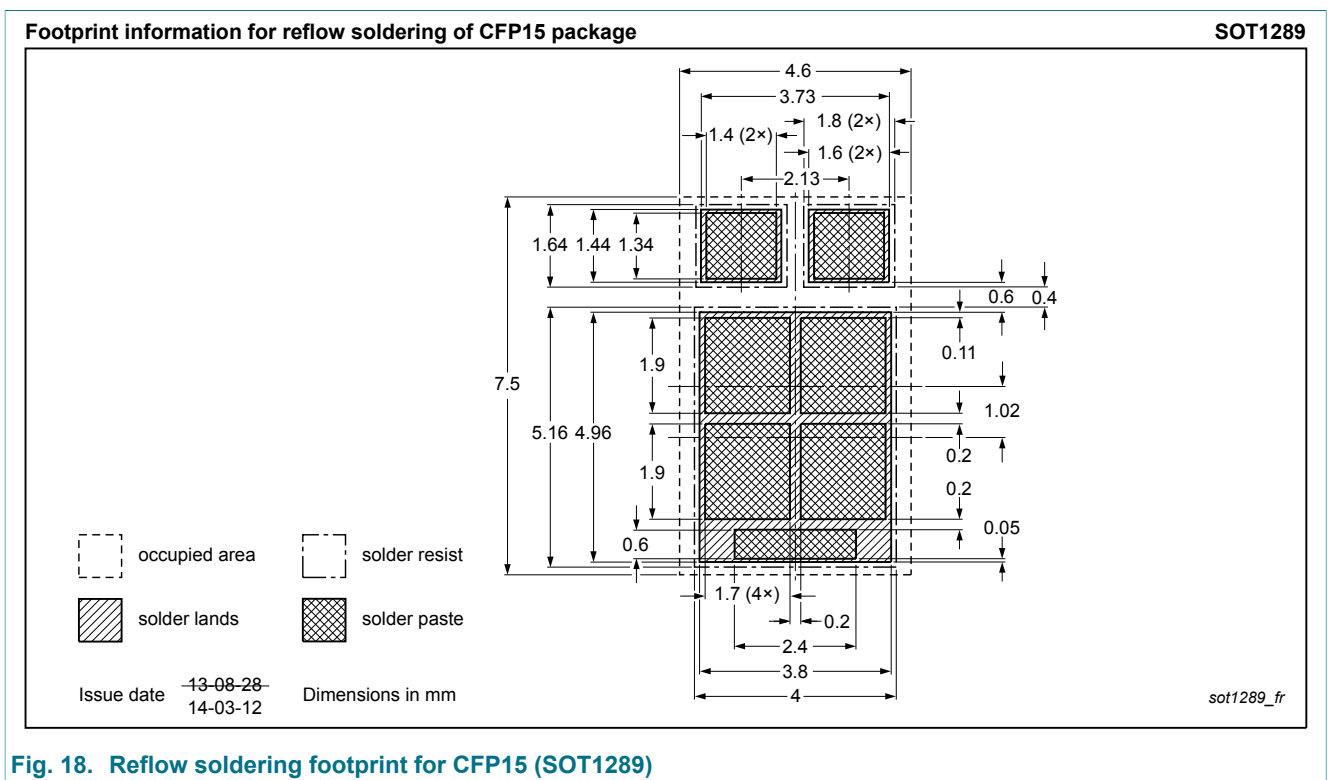 Footprint information for reflow soldering of CFP15 package SOT1289
4.6
3.73
1.8 (2×)
1.4 (2×)
1.6 (2×)
2.13
1.64 1.44 1.34
0.6 0.4
0.11
1.9
7.5
1.02
5.16 4.96
0.2
1.9
0.2
0.05
0.6
occupied area
solder resist
1.7 (4×)
0.2
solder lands
solder paste
2.4
3.8
4
Issue date 13-08-28
14-03-12
Dimensions in mm
sot1289_fr
Fig. 18. Reflow soldering footprint for CFP15 (SOT1289)